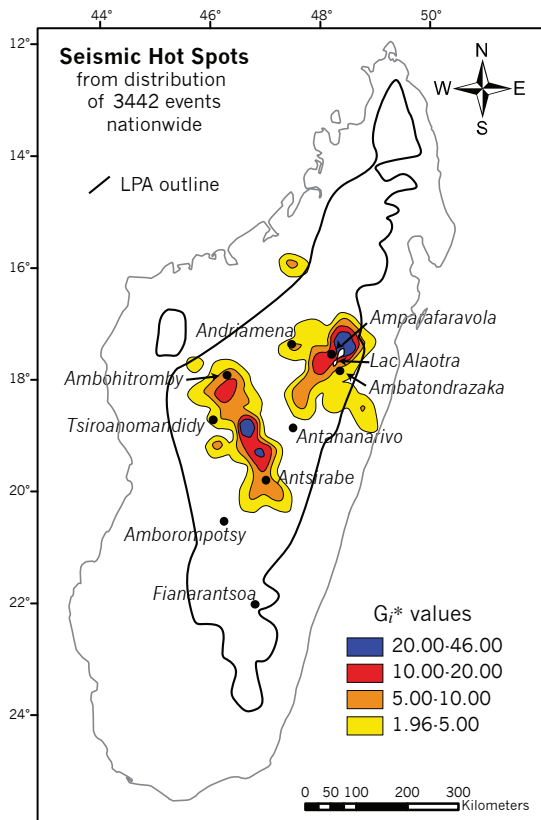 44° 46° 48° 50°
12°
14°
16°
18°
20°
22°
24°
Seismic Hot Spots
from distribution
of 3442 events
nationwide
LPA outline
N
W E
S
Amparafaravola
Andriamena
Lac Alaotra
Ambohitromby
Ambatondrazaka
Tsiroanomandidy
Antananarivo
Antsirabe
Amborompotsy
Fianarantsoa
Gi* values
20.00-46.00
10.00-20.00
5.00-10.00
1.96-5.00
0 50 100 200 300
Kilometers